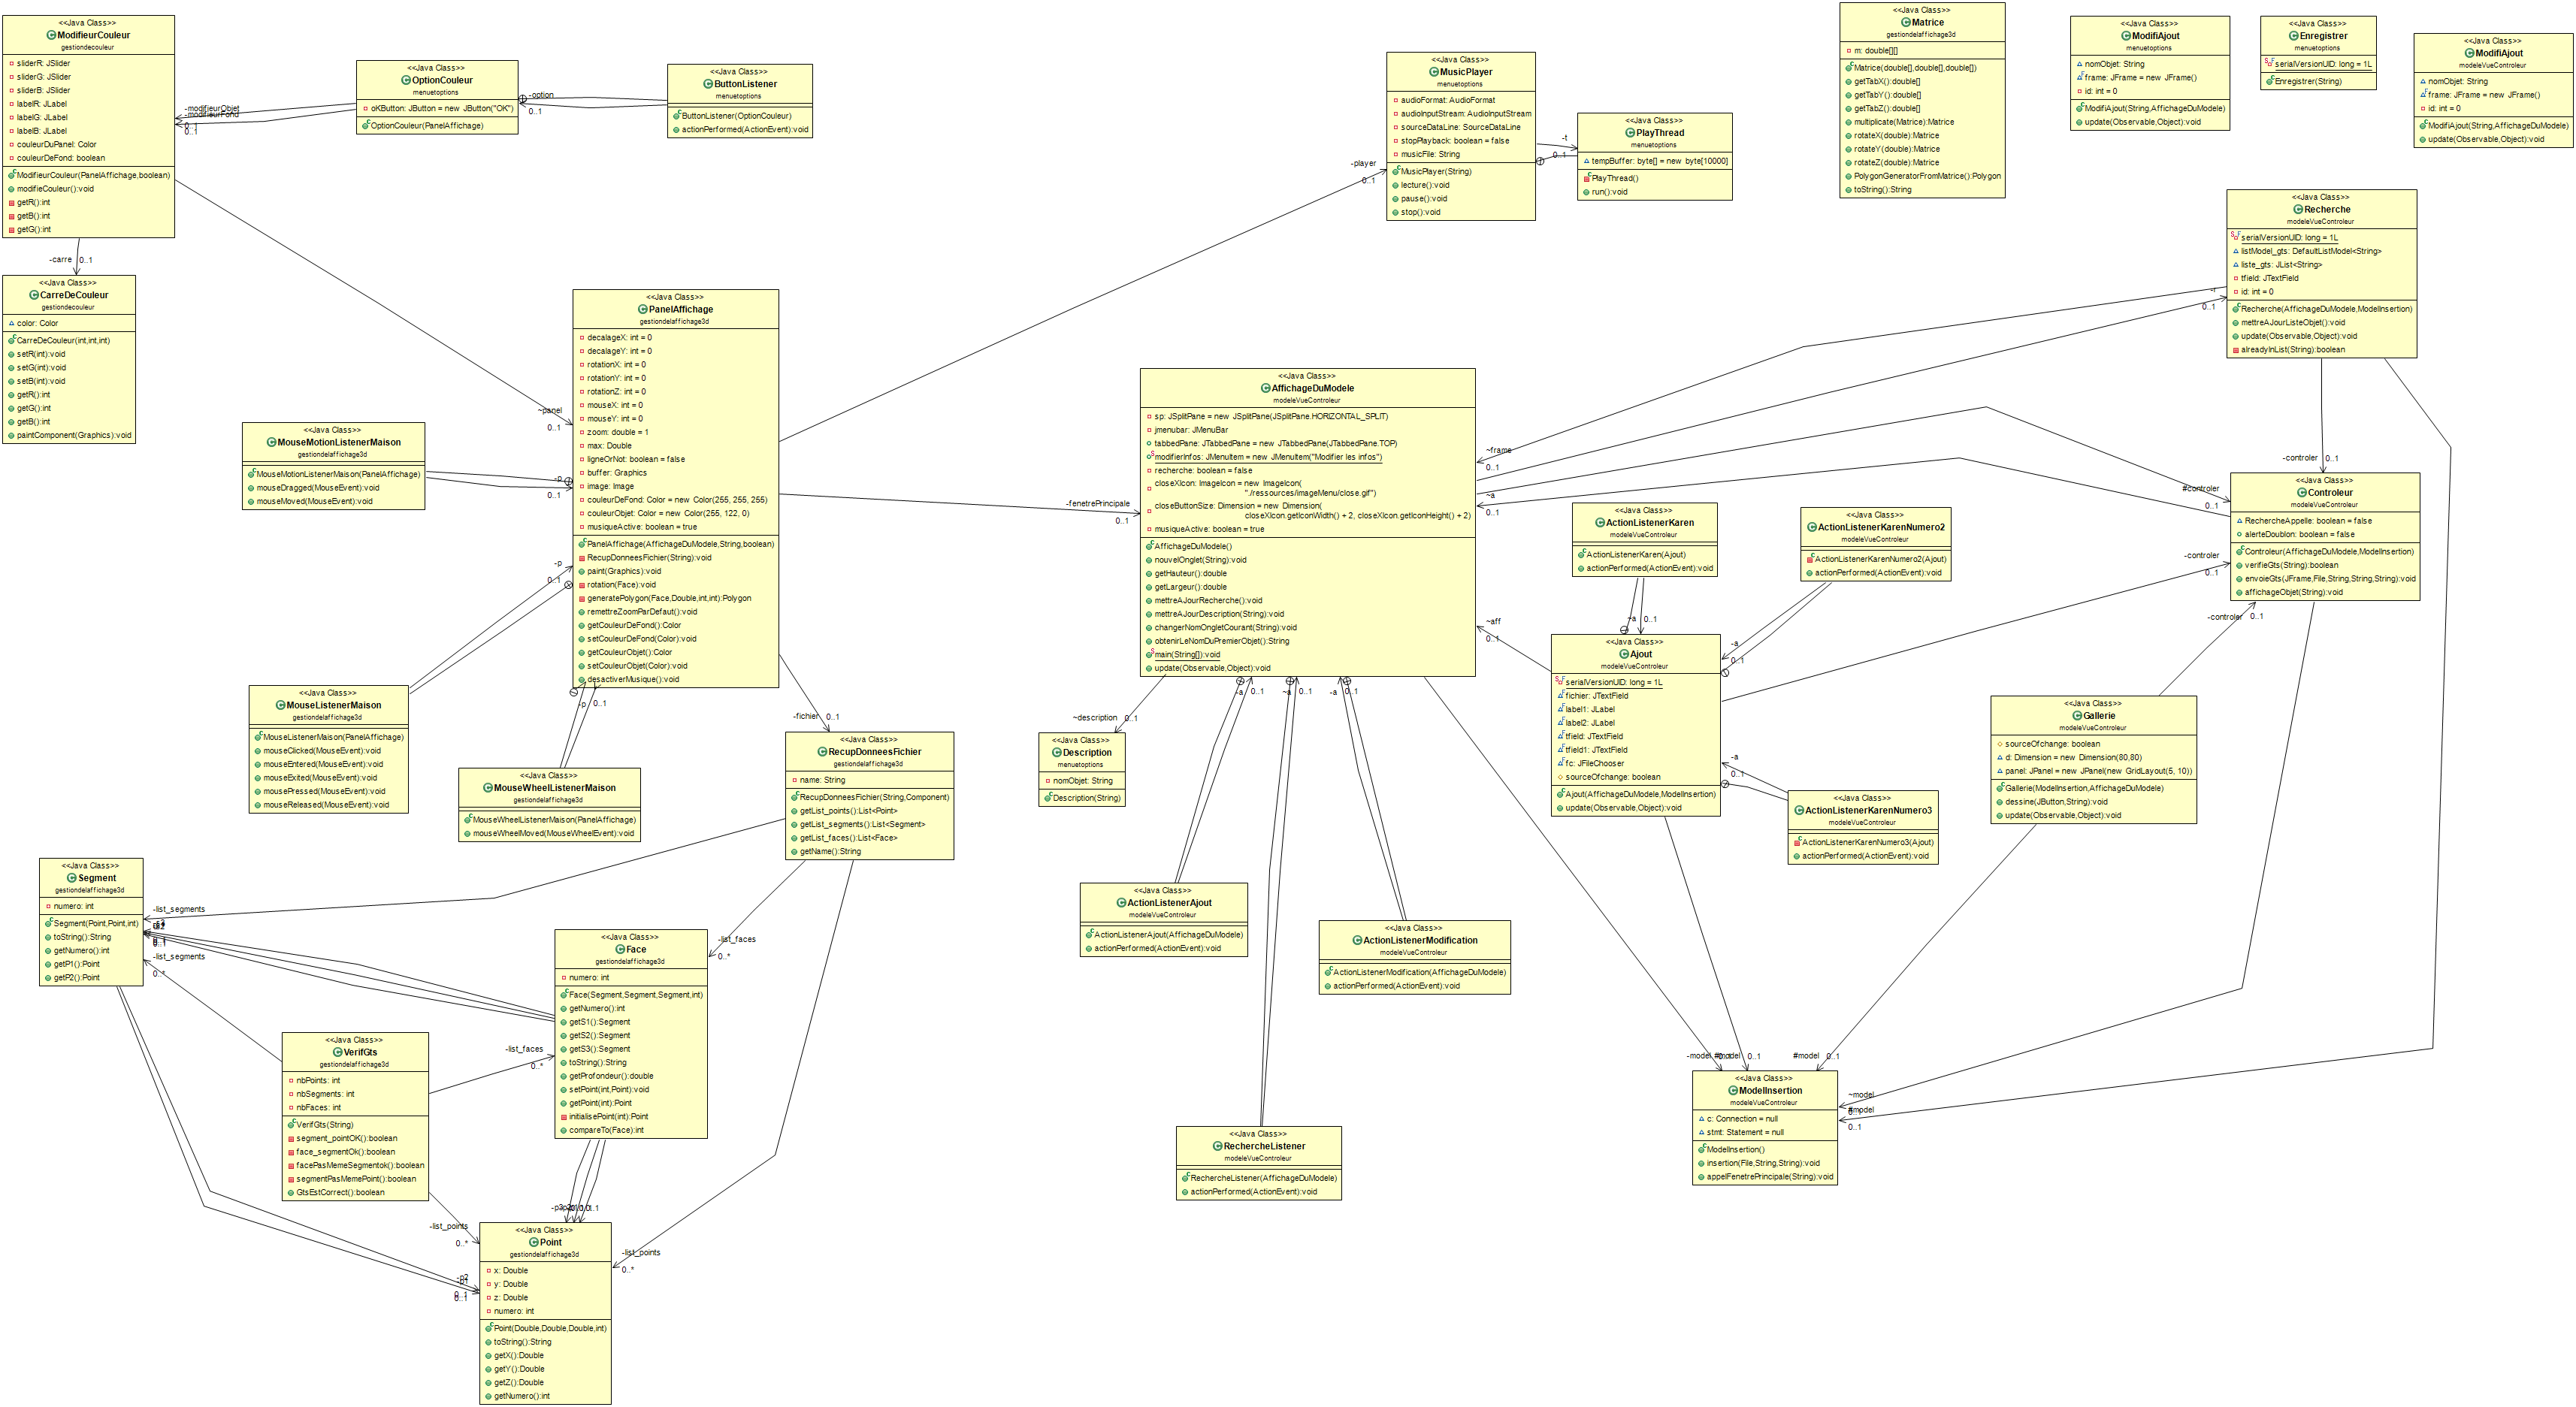 <<Java Class>>
ModifieurCouleur
gestiondecouleur
sliderR: JSlider
sliderG: JSlider
sliderB: JSlider
labelR: JLabel
labelG: JLabel
labelB: JLabel
couleurDuPanel: Color
couleurDeFond: boolean
ModifieurCouleur(PanelAffichage,boolean)
modifieCouleur():void
getR():int
getB():int
getG():int
-carre 0..1
<<Java Class>>
CarreDeCouleur
gestiondecouleur
color: Color
CarreDeCouleur(int,int,int)
setR(int):void
setG(int):void
setB(int):void
getR():int
getG():int
getB():int
paintComponent(Graphics):void
<<Java Class>>
OptionCouleur
menuetoptions
oKButton: JButton = new JButton("OK")
OptionCouleur(PanelAffichage)
-modifieurObjet
-modifieurFond
0..1
-option
0..1
<<Java Class>>
ButtonListener
menuetoptions
ButtonListener(OptionCouleur)
actionPerformed(ActionEvent):void
<<Java Class>>
MusicPlayer
menuetoptions
audioFormat: AudioFormat
audioInputStream: AudioInputStream
sourceDataLine: SourceDataLine
stopPlayback: boolean = false
musicFile: String
MusicPlayer(String)
lecture():void
pause():void
stop():void
-player
0..1
-t
0..1
<<Java Class>>
PlayThread
menuetoptions
tempBuffer: byte[] = new byte[10000]
PlayThread()
run():void
<<Java Class>>
Matrice
gestiondelaffichage3d
m: double[][]
Matrice(double[],double[],double[])
getTabX():double[]
getTabY():double[]
getTabZ():double[]
multiplicate(Matrice):Matrice
rotateX(double):Matrice
rotateY(double):Matrice
rotateZ(double):Matrice
PolygonGeneratorFromMatrice():Polygon
toString():String
<<Java Class>>
ModifiAjout
menuetoptions
nomObjet: String
frame: JFrame = new JFrame()
id: int = 0
ModifiAjout(String,AffichageDuModele)
update(Observable,Object):void
<<Java Class>>
Enregistrer
menuetoptions
serialVersionUID: long = 1L
Enregistrer(String)
<<Java Class>>
ModifiAjout
modeleVueControleur
nomObjet: String
frame: JFrame = new JFrame()
id: int = 0
ModifiAjout(String,AffichageDuModele)
update(Observable,Object):void
<<Java Class>>
Recherche
modeleVueControleur
serialVersionUID: long = 1L
listModel_gts: DefaultListModel<String>
liste_gts: JList<String>
tfield: JTextField
id: int = 0
Recherche(AffichageDuModele,ModelInsertion)
mettreAJourListeObjet():void
update(Observable,Object):void
alreadyInList(String):boolean
-r
0..1
<<Java Class>>
PanelAffichage
gestiondelaffichage3d
decalageX: int = 0
decalageY: int = 0
rotationX: int = 0
rotationY: int = 0
rotationZ: int = 0
mouseX: int = 0
mouseY: int = 0
zoom: double = 1
max: Double
ligneOrNot: boolean = false
buffer: Graphics
image: Image
couleurDeFond: Color = new Color(255, 255, 255)
couleurObjet: Color = new Color(255, 122, 0)
musiqueActive: boolean = true
PanelAffichage(AffichageDuModele,String,boolean)
RecupDonneesFichier(String):void
paint(Graphics):void
rotation(Face):void
generatePolygon(Face,Double,int,int):Polygon
remettreZoomParDefaut():void
getCouleurDeFond():Color
setCouleurDeFond(Color):void
getCouleurObjet():Color
setCouleurObjet(Color):void
desactiverMusique():void
~panel
0..1
-p
0..1
-p
0..1
-p 0..1
-fenetrePrincipale
0..1
-fichier 0..1
<<Java Class>>
MouseMotionListenerMaison
gestiondelaffichage3d
MouseMotionListenerMaison(PanelAffichage)
mouseDragged(MouseEvent):void
mouseMoved(MouseEvent):void
<<Java Class>>
MouseListenerMaison
gestiondelaffichage3d
MouseListenerMaison(PanelAffichage)
mouseClicked(MouseEvent):void
mouseEntered(MouseEvent):void
mouseExited(MouseEvent):void
mousePressed(MouseEvent):void
mouseReleased(MouseEvent):void
<<Java Class>>
MouseWheelListenerMaison
gestiondelaffichage3d
MouseWheelListenerMaison(PanelAffichage)
mouseWheelMoved(MouseWheelEvent):void
<<Java Class>>
RecupDonneesFichier
gestiondelaffichage3d
name: String
RecupDonneesFichier(String,Component)
getList_points():List<Point>
getList_segments():List<Segment>
getList_faces():List<Face>
getName():String
<<Java Class>>
AffichageDuModele
modeleVueControleur
sp: JSplitPane = new JSplitPane(JSplitPane.HORIZONTAL_SPLIT)
jmenubar: JMenuBar
tabbedPane: JTabbedPane = new JTabbedPane(JTabbedPane.TOP)
modifierInfos: JMenuItem = new JMenuItem("Modifier les infos")
recherche: boolean = false
closeXIcon: ImageIcon = new ImageIcon(
"./ressources/imageMenu/close.gif")
closeButtonSize: Dimension = new Dimension(
closeXIcon.getIconWidth() + 2, closeXIcon.getIconHeight() + 2)
musiqueActive: boolean = true
AffichageDuModele()
nouvelOnglet(String):void
getHauteur():double
getLargeur():double
mettreAJourRecherche():void
mettreAJourDescription(String):void
changerNomOngletCourant(String):void
obtenirLeNomDuPremierObjet():String
main(String[]):void
update(Observable,Object):void
~frame
0..1
~a
0..1
~aff
0..1
-a 0..1
~a 0..1
-a 0..1
~description 0..1
<<Java Class>>
Description
menuetoptions
nomObjet: String
Description(String)
<<Java Class>>
ActionListenerKaren
modeleVueControleur
ActionListenerKaren(Ajout)
actionPerformed(ActionEvent):void
<<Java Class>>
ActionListenerKarenNumero2
modeleVueControleur
ActionListenerKarenNumero2(Ajout)
actionPerformed(ActionEvent):void
-controler 0..1
#controler
0..1
<<Java Class>>
Controleur
modeleVueControleur
RechercheAppelle: boolean = false
alerteDoublon: boolean = false
Controleur(AffichageDuModele,ModelInsertion)
verifieGts(String):boolean
envoieGts(JFrame,File,String,String,String):void
affichageObjet(String):void
-controler
0..1
-controler 0..1
~a 0..1
<<Java Class>>
Ajout
modeleVueControleur
serialVersionUID: long = 1L
fichier: JTextField
label1: JLabel
label2: JLabel
tfield: JTextField
tfield1: JTextField
fc: JFileChooser
sourceOfchange: boolean
Ajout(AffichageDuModele,ModelInsertion)
update(Observable,Object):void
-a
0..1
-a
0..1
<<Java Class>>
ActionListenerKarenNumero3
modeleVueControleur
ActionListenerKarenNumero3(Ajout)
actionPerformed(ActionEvent):void
<<Java Class>>
Gallerie
modeleVueControleur
sourceOfchange: boolean
d: Dimension = new Dimension(80,80)
panel: JPanel = new JPanel(new GridLayout(5, 10))
Gallerie(ModelInsertion,AffichageDuModele)
dessine(JButton,String):void
update(Observable,Object):void
<<Java Class>>
Segment
gestiondelaffichage3d
numero: int
Segment(Point,Point,int)
toString():String
getNumero():int
getP1():Point
getP2():Point
-list_segments
-list_segments
0..*
<<Java Class>>
Face
gestiondelaffichage3d
numero: int
Face(Segment,Segment,Segment,int)
getNumero():int
getS1():Segment
getS2():Segment
getS3():Segment
toString():String
getProfondeur():double
setPoint(int,Point):void
getPoint(int):Point
initialisePoint(int):Point
compareTo(Face):int
-list_faces
0..*
-list_faces
0..*
<<Java Class>>
VerifGts
gestiondelaffichage3d
nbPoints: int
nbSegments: int
nbFaces: int
VerifGts(String)
segment_pointOK():boolean
face_segmentOk():boolean
facePasMemeSegmentok():boolean
segmentPasMemePoint():boolean
GtsEstCorrect():boolean
-list_points
0..*
-list_points
0..*
-p2
0..1
<<Java Class>>
Point
gestiondelaffichage3d
x: Double
y: Double
z: Double
numero: int
Point(Double,Double,Double,int)
toString():String
getX():Double
getY():Double
getZ():Double
getNumero():int
<<Java Class>>
ActionListenerAjout
modeleVueControleur
ActionListenerAjout(AffichageDuModele)
actionPerformed(ActionEvent):void
<<Java Class>>
ActionListenerModification
modeleVueControleur
ActionListenerModification(AffichageDuModele)
actionPerformed(ActionEvent):void
<<Java Class>>
RechercheListener
modeleVueControleur
RechercheListener(AffichageDuModele)
actionPerformed(ActionEvent):void
-model #model 0..1
#model 0..1
<<Java Class>>
ModelInsertion
modeleVueControleur
c: Connection = null
stmt: Statement = null
ModelInsertion()
insertion(File,String,String):void
appelFenetrePrincipale(String):void
~model
#model
0..1